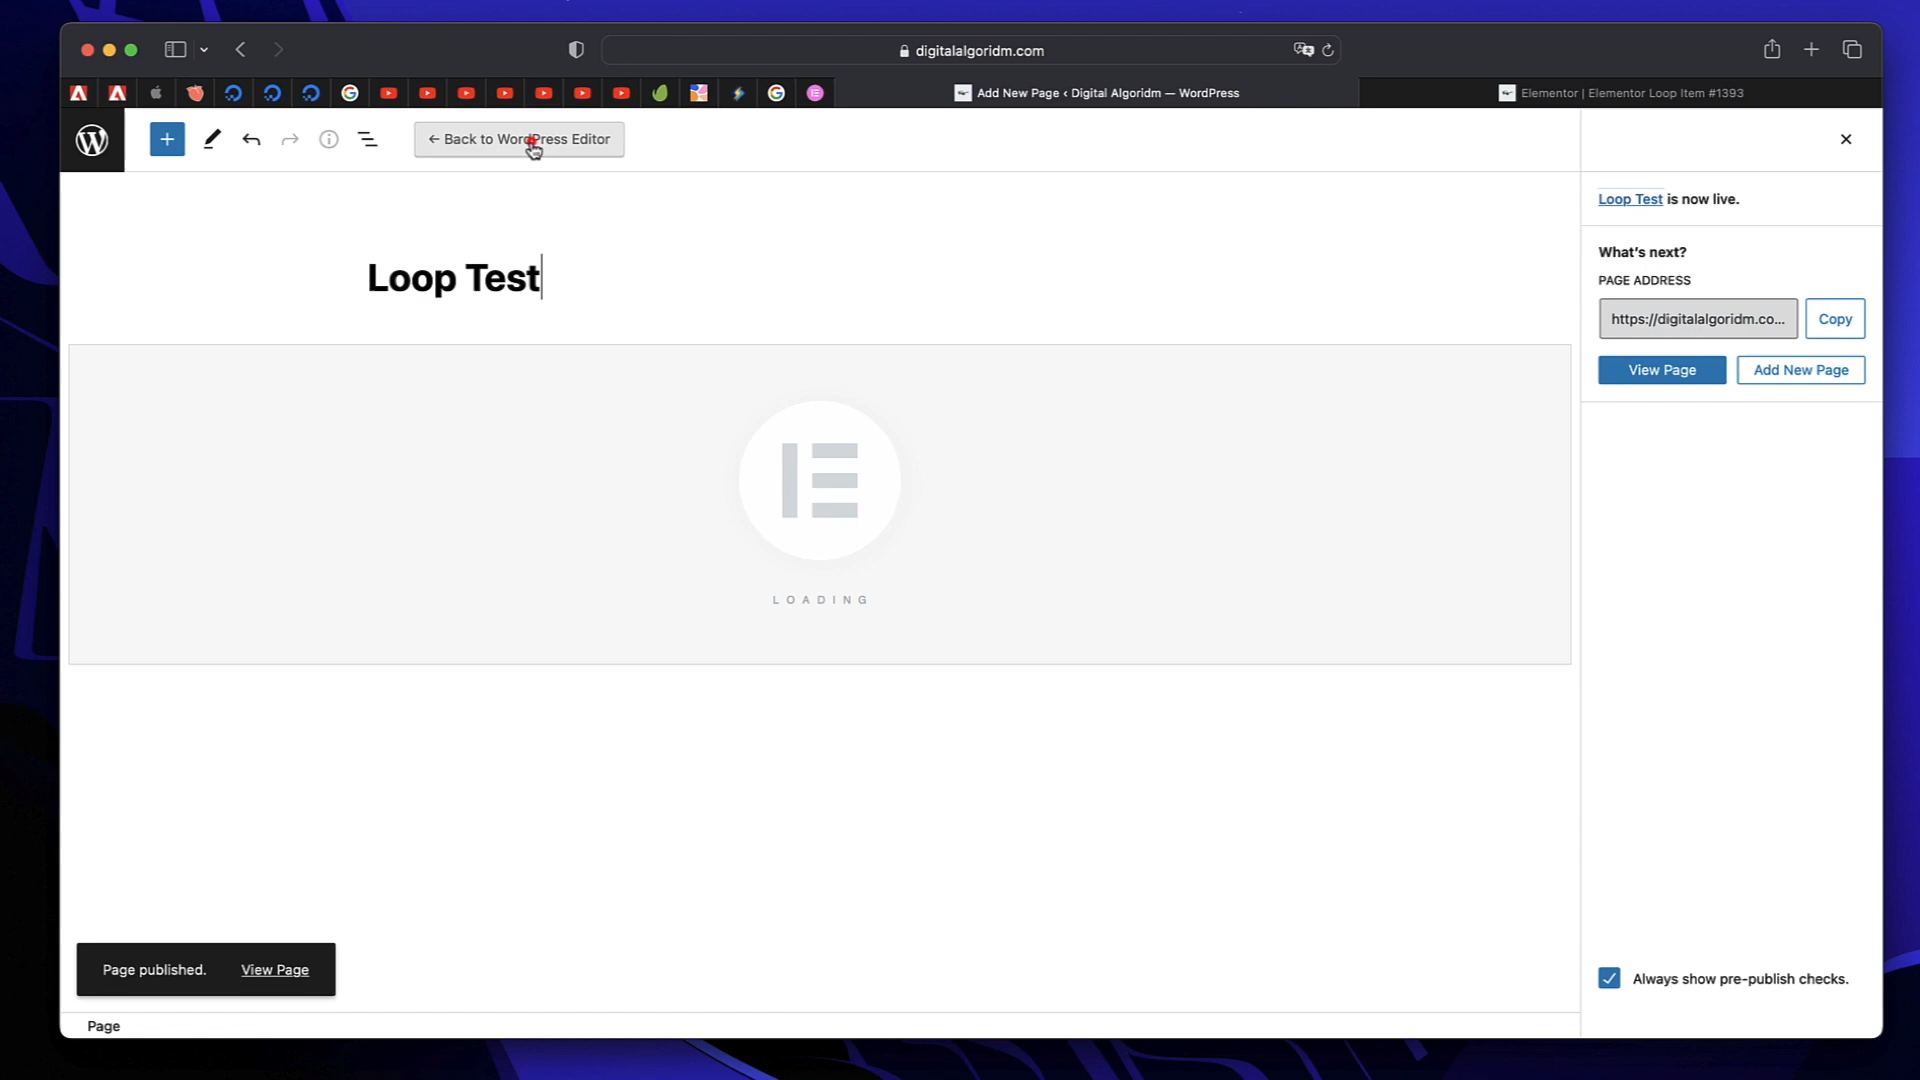 digitalalgoridm.com
Add New Page ‹ Digital Algoridm — WordPress
Elementor | Elementor Loop Item #1393
← Back to WordPress Editor
Loop Test is now live.
What's next?
PAGE ADDRESS
https://digitalalgoridm.co...
Copy
View Page
Add New Page
Loop Test
LOADING
Page published.
View Page
Always show pre-publish checks.
Page